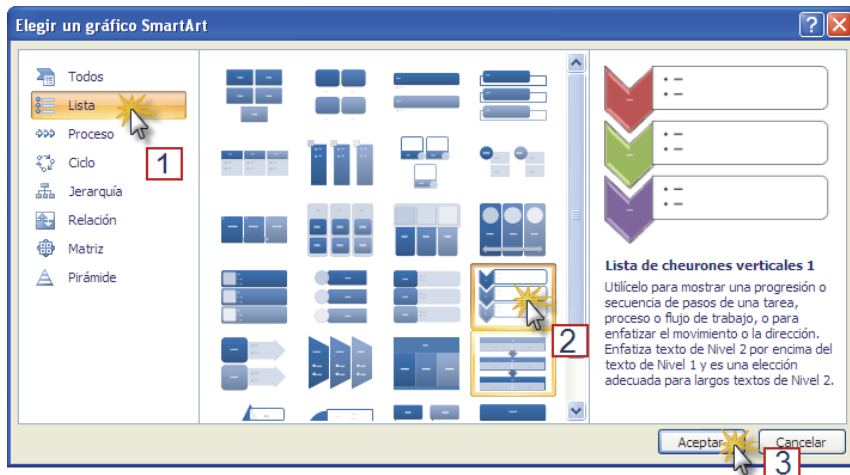 Elegir un gráfico SmartArt
Todos
Lista
Proceso
1
Ciclo
Jerarquía
Relación
Matriz
Pirámide
2
Lista de cheurones verticales 1
Utilícelo para mostrar una progresión o
secuencia de pasos de una tarea,
proceso o flujo de trabajo, o para
enfatizar el movimiento o la dirección.
Enfatiza texto de Nivel 2 por encima del
texto de Nivel 1 y es una elección
adecuada para largos textos de Nivel 2.
Aceptar
Cancelar
3